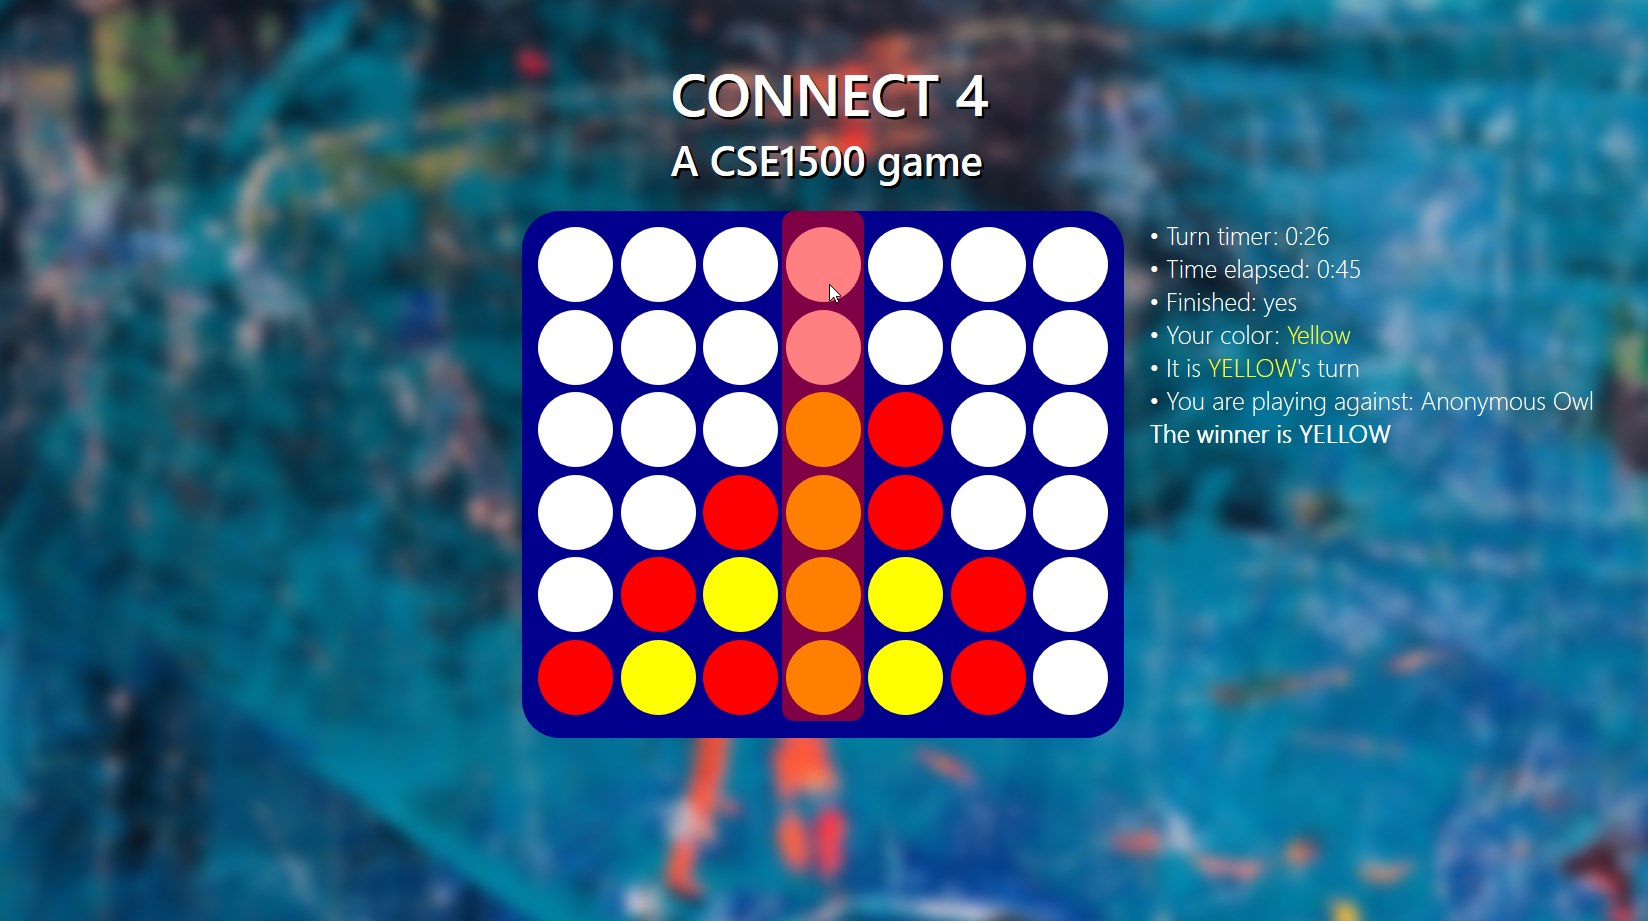 CONNECT 4
A CSE1500 game
• Turn timer: 0:26
• Time elapsed: 0:45
• Finished: yes
• Your color: Yellow
• It is YELLOW's turn
• You are playing against: Anonymous Owl
The winner is YELLOW